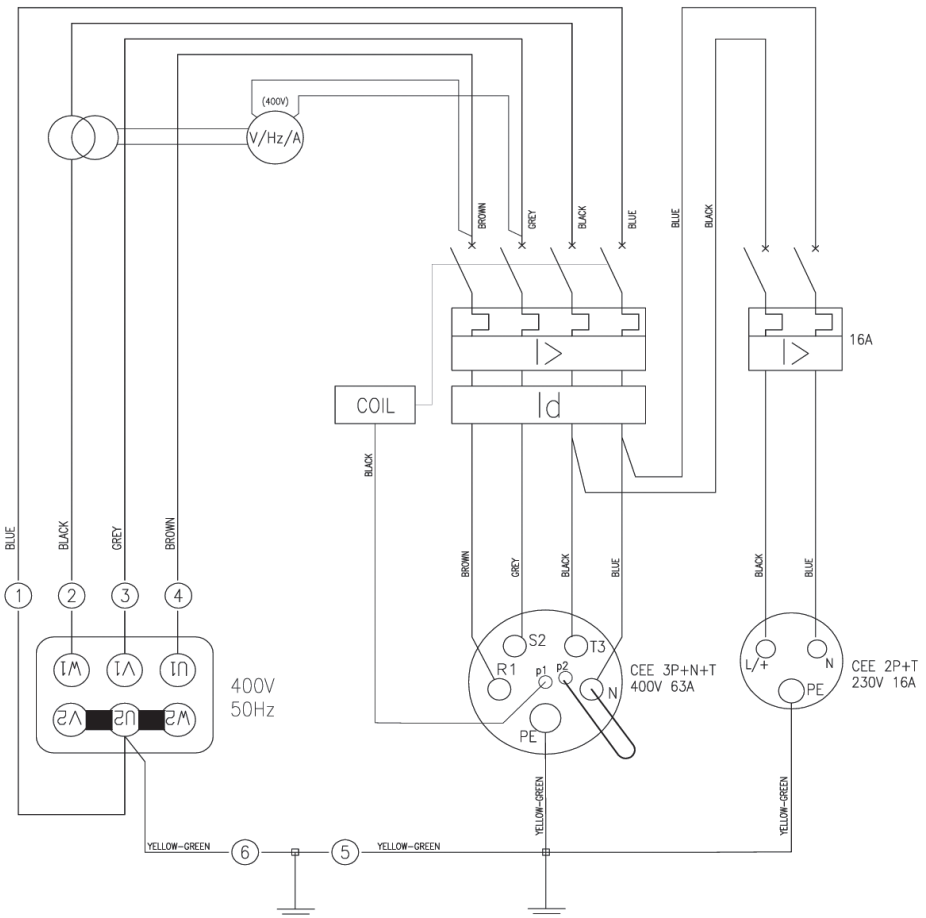 (400V)
V/Hz/A
BROWN
GREY
BLACK
BLUE
BLUE
BLACK
I>
I>
16A
COIL
Id
BLACK
BLUE
BLACK
GREY
BROWN
BROWN
GREY
BLACK
BLUE
BLACK
BLUE
1
2
3
4
W1
V1
U1
V2
U2
W2
400V
50Hz
S2
T3
R1
p1
p2
N
PE
CEE 3P+N+T
400V 63A
L/+
N
PE
CEE 2P+T
230V 16A
YELLOW-GREEN
YELLOW-GREEN
YELLOW-GREEN
6
5
YELLOW-GREEN